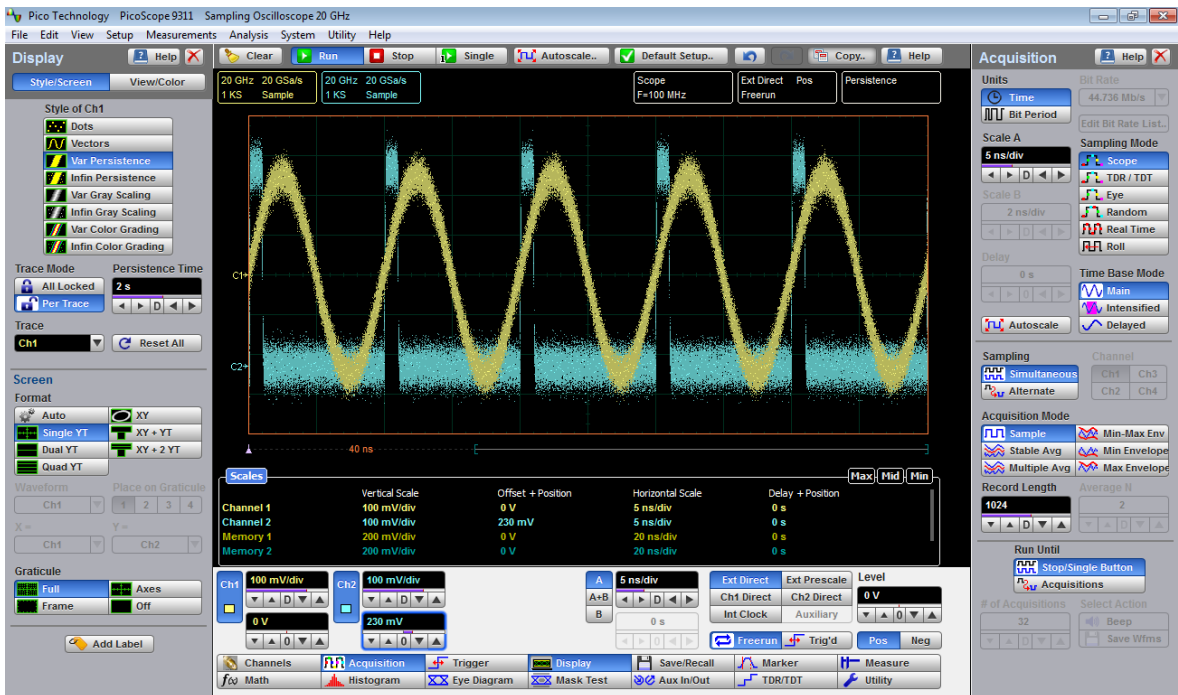 Pico Technology PicoScope 9311 Sampling Oscilloscope 20 GHz
File Edit View Setup Measurements Analysis System Utility Help
Display ? Help
Style/Screen View/Color
Style of Ch1
Dots
Vectors
Var Persistence
Infin Persistence
Var Gray Scaling
Infin Gray Scaling
Var Color Grading
Infin Color Grading
Trace Mode Persistence Time
All Locked 2 s
Per Trace D
Trace
Ch1 Reset All
Screen
Format
Auto XY
Single YT XY + YT
Dual YT XY + 2 YT
Quad YT
Waveform Place on Graticule
Ch1 1 2 3 4
X = Y =
Ch1 Ch2
Graticule
Full Axes
Frame Off
Add Label
Clear Run Stop Single Autoscale.. Default Setup.. Copy.. ? Help
20 GHz 20 GSa/s
1 KS Sample
20 GHz 20 GSa/s
1 KS Sample
Scope
F=100 MHz
Ext Direct Pos
Freerun
Persistence
C1
C2
40 ns
Scales Max Mid Min
Vertical Scale Offset + Position Horizontal Scale Delay + Position
Channel 1 100 mV/div 0 V 5 ns/div 0 s
Channel 2 100 mV/div 230 mV 5 ns/div 0 s
Memory 1 200 mV/div 0 V 20 ns/div 0 s
Memory 2 200 mV/div 0 V 20 ns/div 0 s
Ch1 100 mV/div Ch2 100 mV/div A 5 ns/div Ext Direct Ext Prescale Level
D D A+B D Ch1 Direct Ch2 Direct 0 V
0 V 230 mV B 0 s Int Clock Auxiliary 0
0 0 0 Freerun Trig'd Pos Neg
Channels Acquisition Trigger Display Save/Recall Marker Measure
f(x) Math Histogram Eye Diagram Mask Test Aux In/Out TDR/TDT Utility
Acquisition ? Help
Units Bit Rate
Time 44.736 Mb/s
Bit Period Edit Bit Rate List..
Scale A Sampling Mode
5 ns/div Scope
D TDR / TDT
Scale B Eye
2 ns/div Random
D Real Time
Roll
Delay
0 s Time Base Mode
0 Main
Intensified
Autoscale Delayed
Sampling Channel
Simultaneous Ch1 Ch3
Alternate Ch2 Ch4
Acquisition Mode
Sample Min-Max Env
Stable Avg Min Envelope
Multiple Avg Max Envelope
Record Length Average N
1024 2
D D
Run Until
Stop/Single Button
# Acquisitions
# of Acquisitions Select Action
32 Beep
D Save Wfms